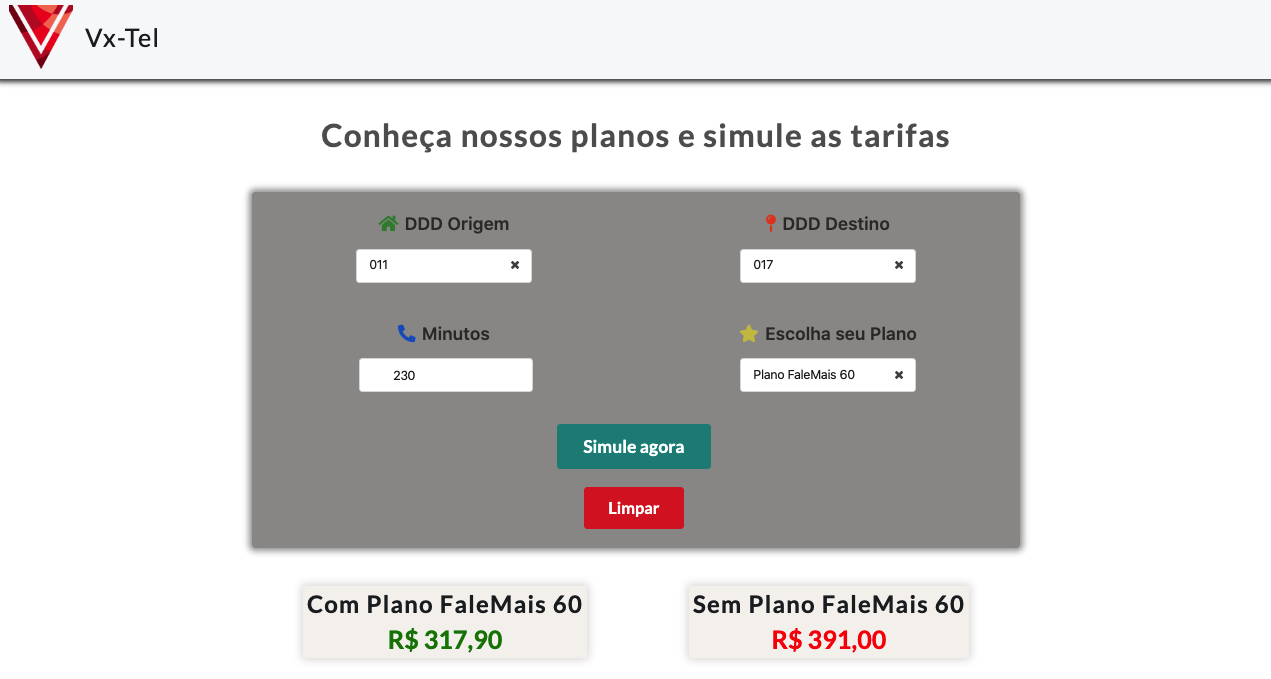 Vx-Tel
Conheça nossos planos e simule as tarifas
DDD Origem
DDD Destino
011
017
Minutos
Escolha seu Plano
230
Plano FaleMais 60
Simule agora
Limpar
Com Plano FaleMais 60
R$ 317,90
Sem Plano FaleMais 60
R$ 391,00